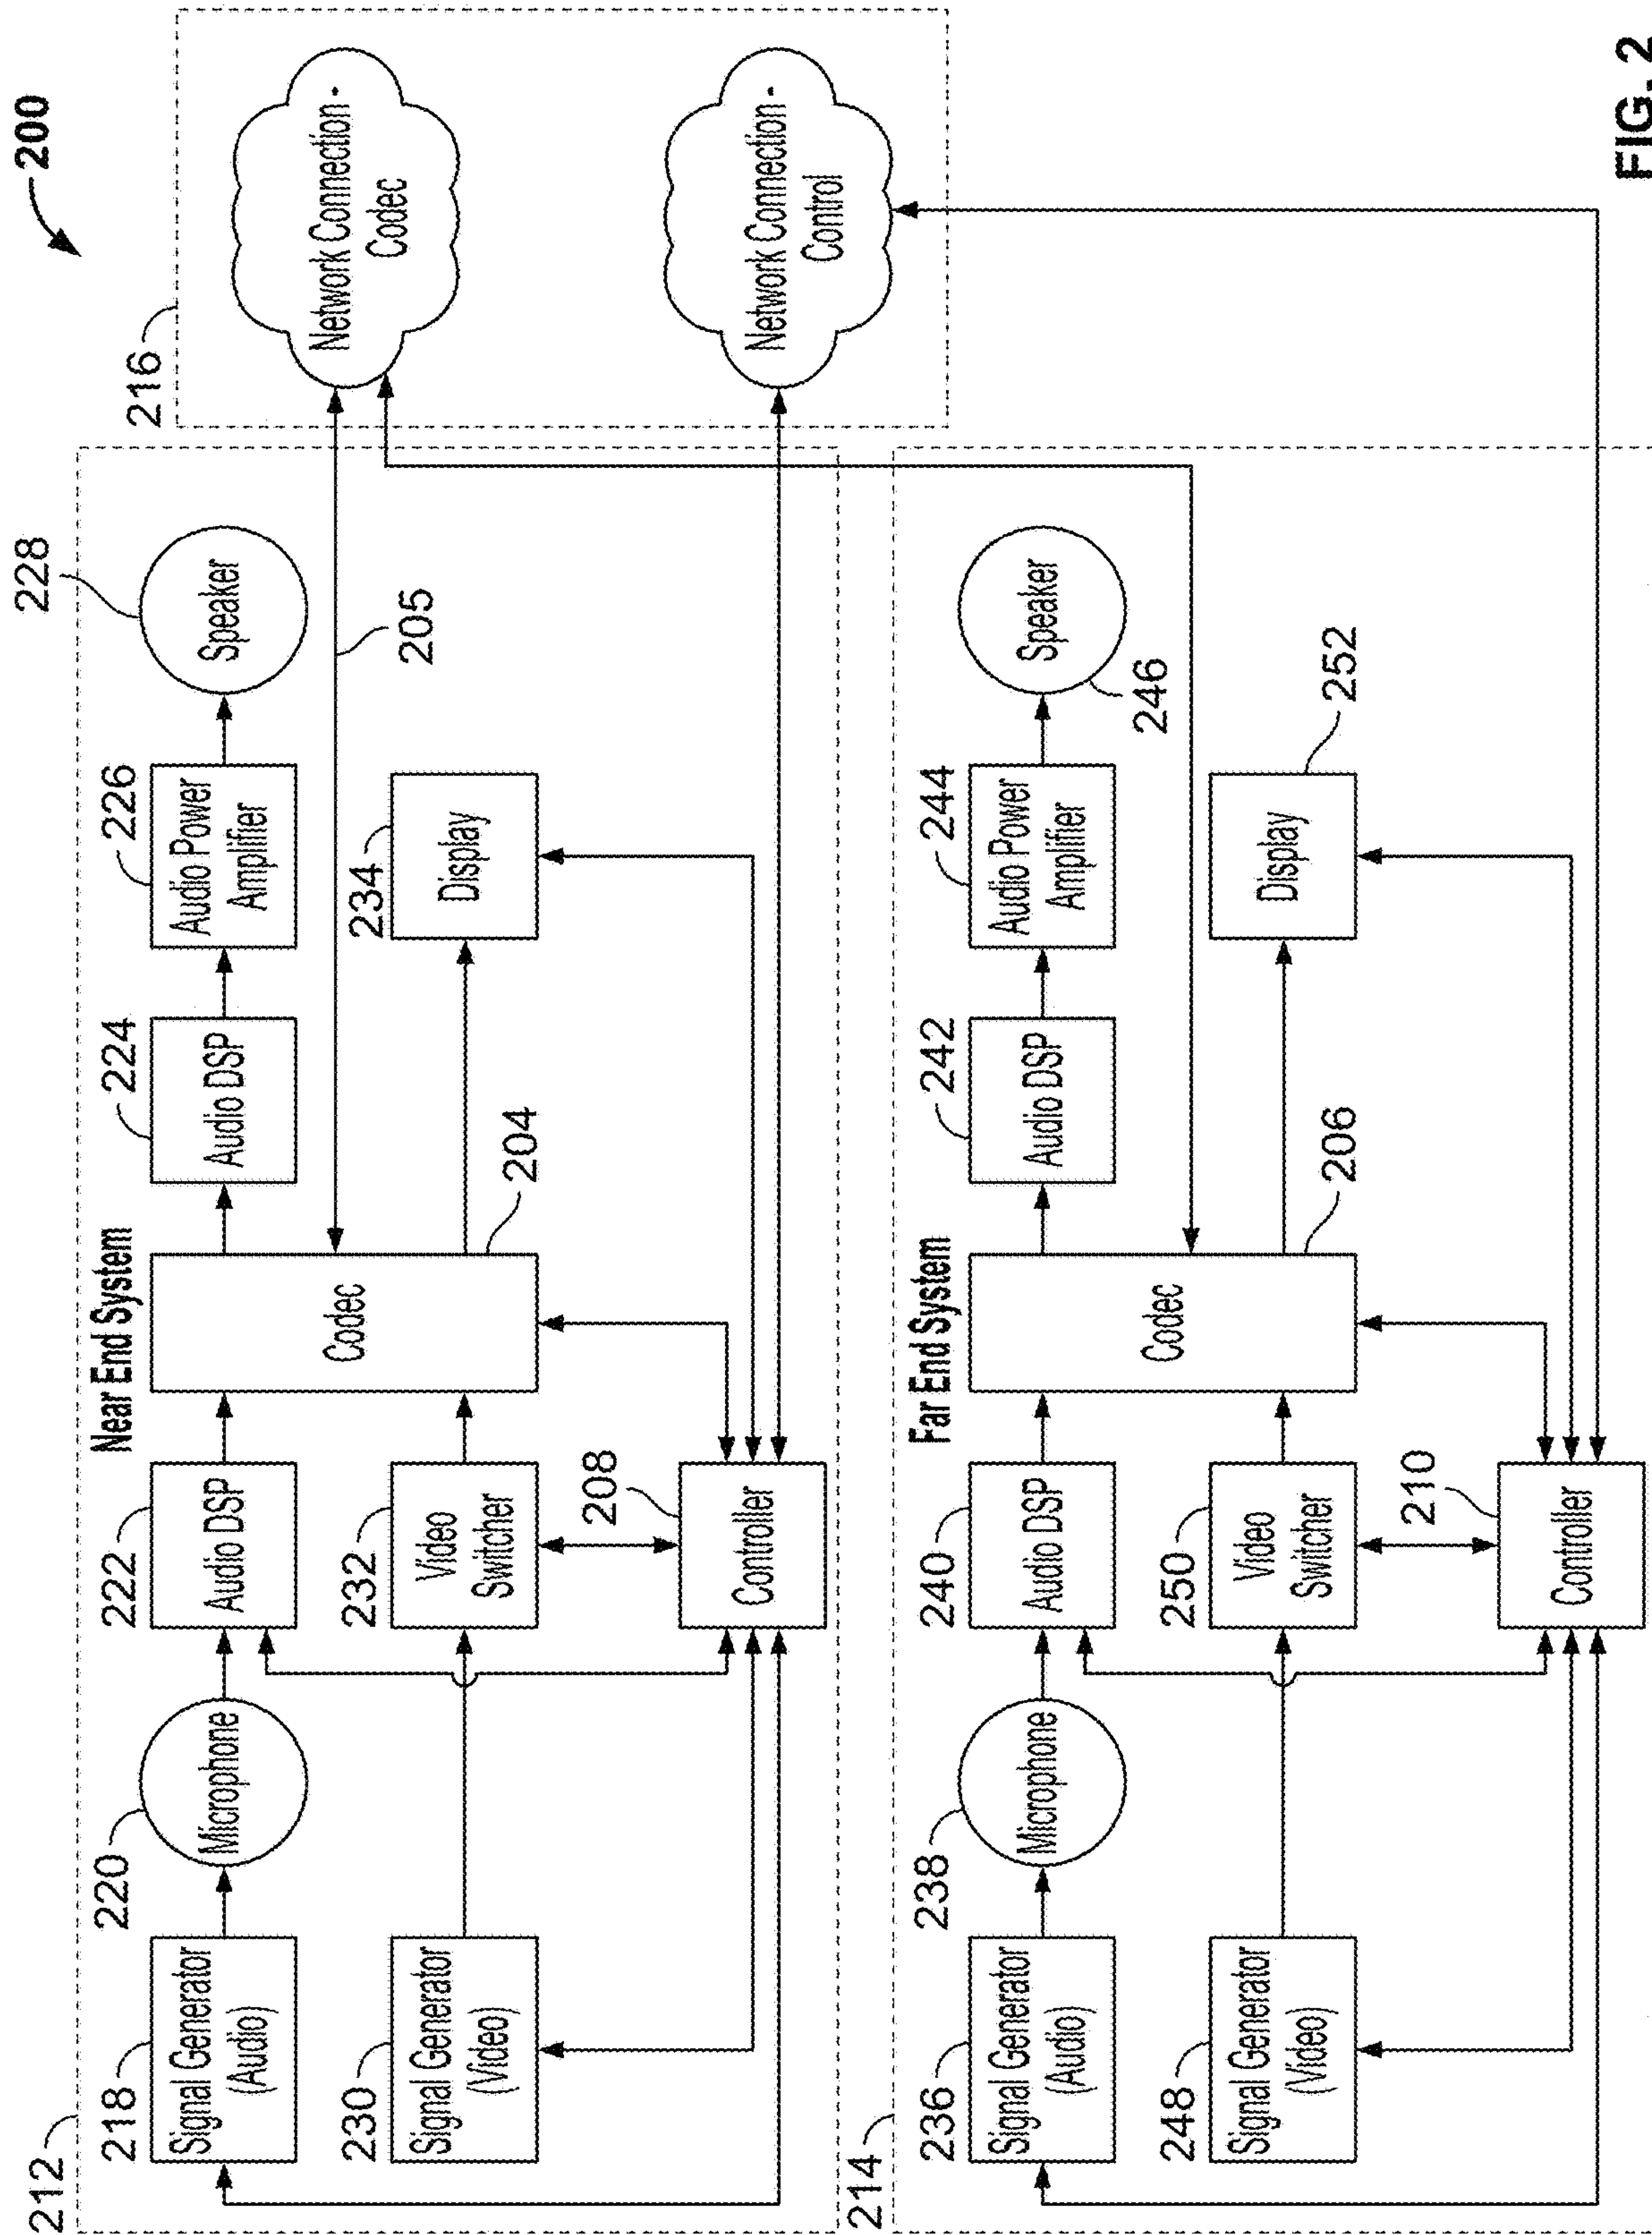 200
212
216
Near End System
218
Signal Generator
(Audio)
220
Microphone
222
Audio DSP
Codec
204
224
Audio DSP
226
Audio Power
Amplifier
228
Speaker
205
230
Signal Generator
(Video)
232
Video
Switcher
234
Display
208
Controller
Network Connection -
Codec
Network Connection -
Control
214
Far End System
236
Signal Generator
(Audio)
238
Microphone
240
Audio DSP
Codec
206
242
Audio DSP
244
Audio Power
Amplifier
Speaker
246
248
Signal Generator
(Video)
250
Video
Switcher
Display
252
210
Controller
FIG. 2